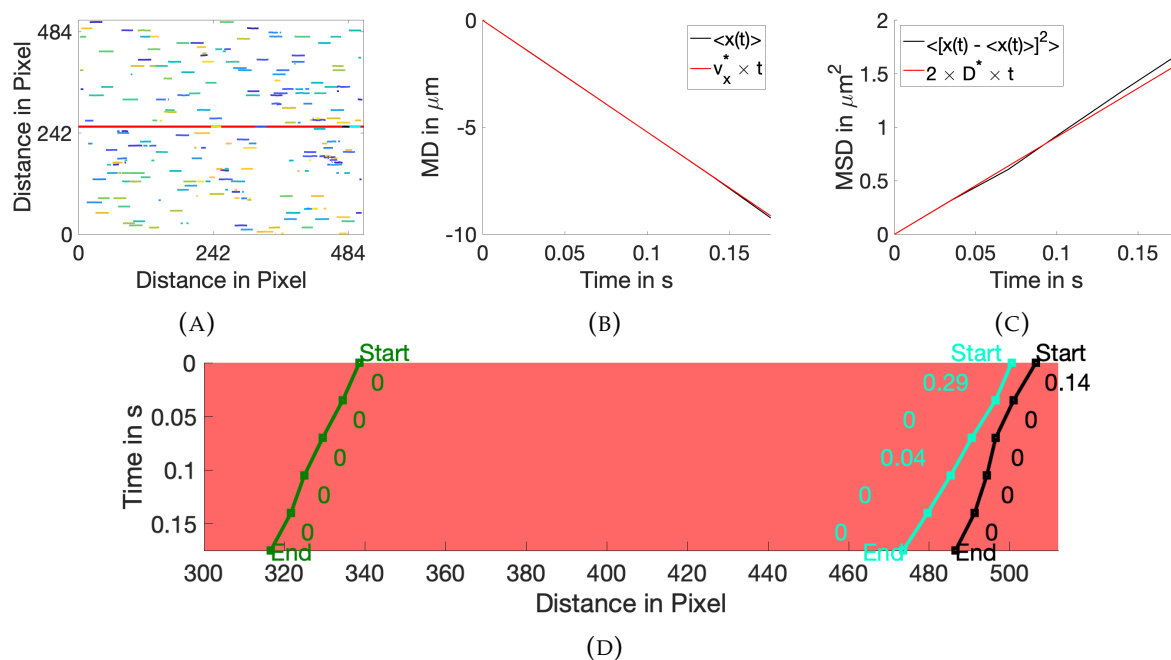 484
242
0
0
242
484
Distance in Pixel
Distance in Pixel
(A)
0
-5
-10
0
0.05
0.1
0.15
MD in μm
Time in s
<x(t)>
v*x × t
(B)
2
1.5
1
0.5
0
0
0.05
0.1
0.15
MSD in μm²
Time in s
<[x(t) - <x(t)>]²>
2 × D* × t
(C)
Start
Start
Start
0
0.29
0.14
0
0
0
0
0.04
0
0
0
0
0
0
0
End
End
End
0
0.05
0.1
0.15
Time in s
300
320
340
360
380
400
420
440
460
480
500
Distance in Pixel
(D)